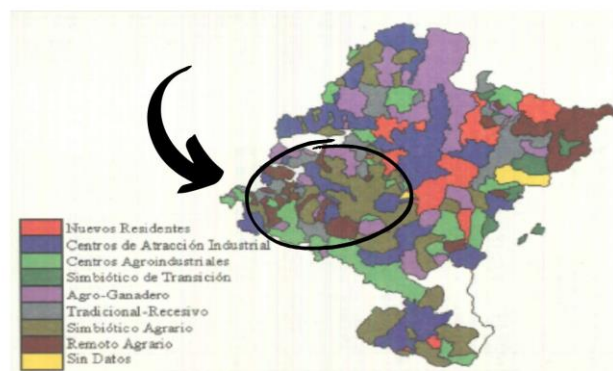 Nuevos Residentes
Centros de Atracción Industrial
Centros Agroindustriales
Simbiótico de Transición
Agro-Ganadero
Tradicional-Recesivo
Simbiótico Agrario
Remoto Agrario
Sin Datos